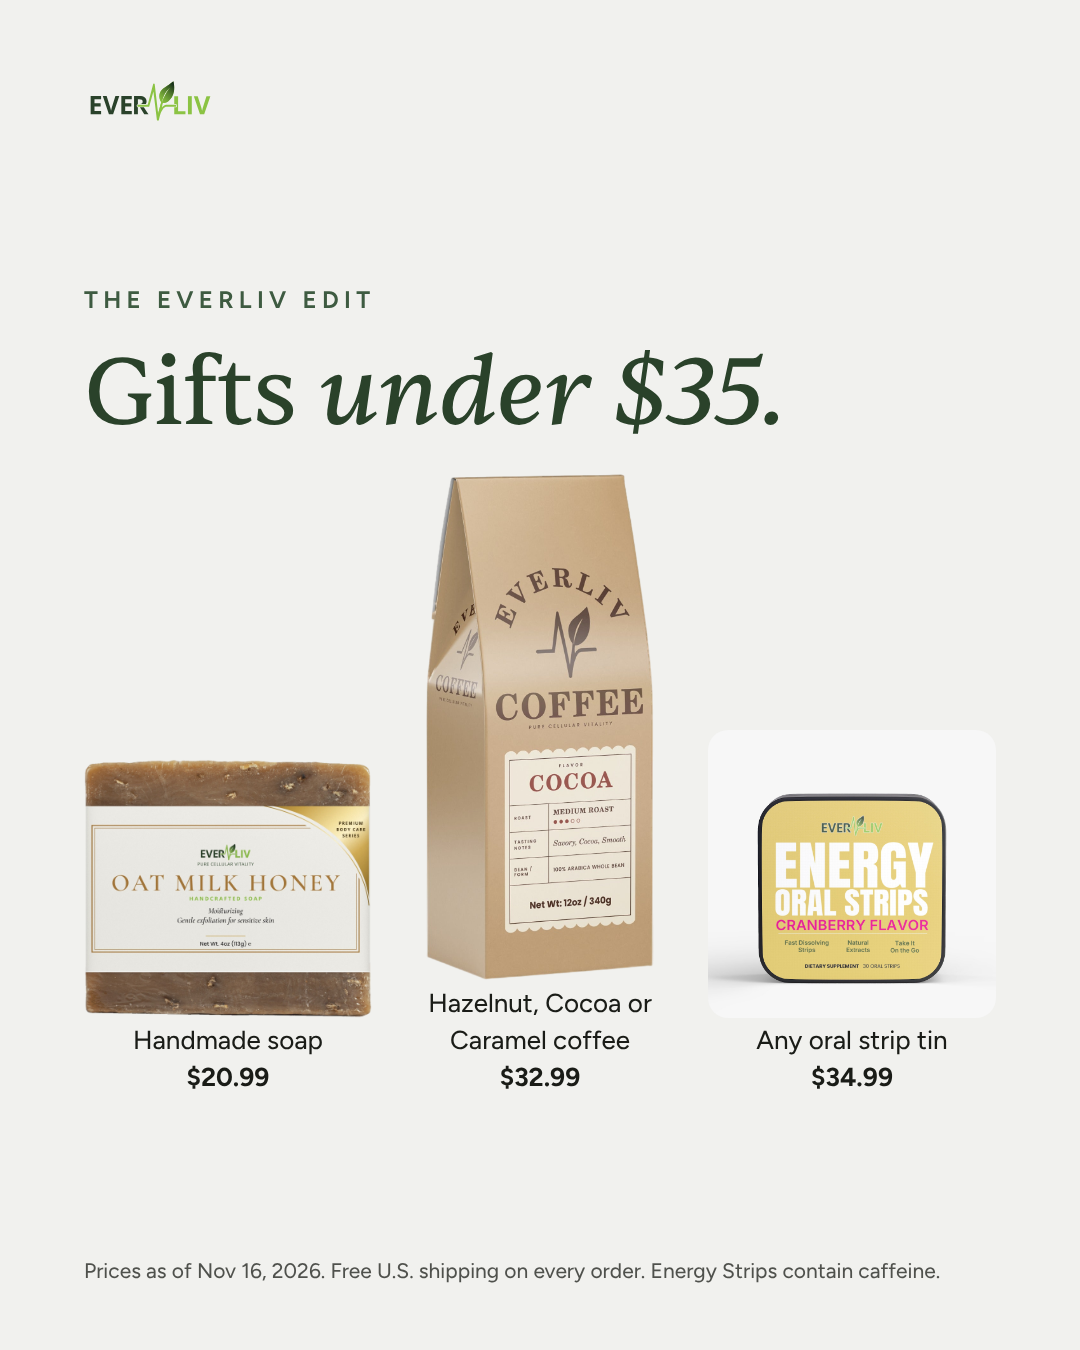 EVERLIV
THE EVERLIV EDIT
Gifts under $35.
EVERLIV
COFFEE
PURE CELLULAR VITALITY
FLAVOR
COCOA
ROAST
MEDIUM ROAST
TASTING NOTES
Savory, Cocoa, Smooth
BEAN / FORM
100% ARABICA WHOLE BEAN
Net Wt: 12oz / 340g
COFFEE
PREMIUM
BODY CARE
SERIES
EVERLIV
PURE CELLULAR VITALITY
OAT MILK HONEY
HANDCRAFTED SOAP
Moisturizing
Gentle exfoliation for sensitive skin
Net Wt. 4oz (113g) e
EVERLIV
ENERGY
ORAL STRIPS
CRANBERRY FLAVOR
Fast Dissolving Strips
Natural Extracts
Take It On the Go
DIETARY SUPPLEMENT 30 ORAL STRIPS
Handmade soap
$20.99
Hazelnut, Cocoa or
Caramel coffee
$32.99
Any oral strip tin
$34.99
Prices as of Nov 16, 2026. Free U.S. shipping on every order. Energy Strips contain caffeine.